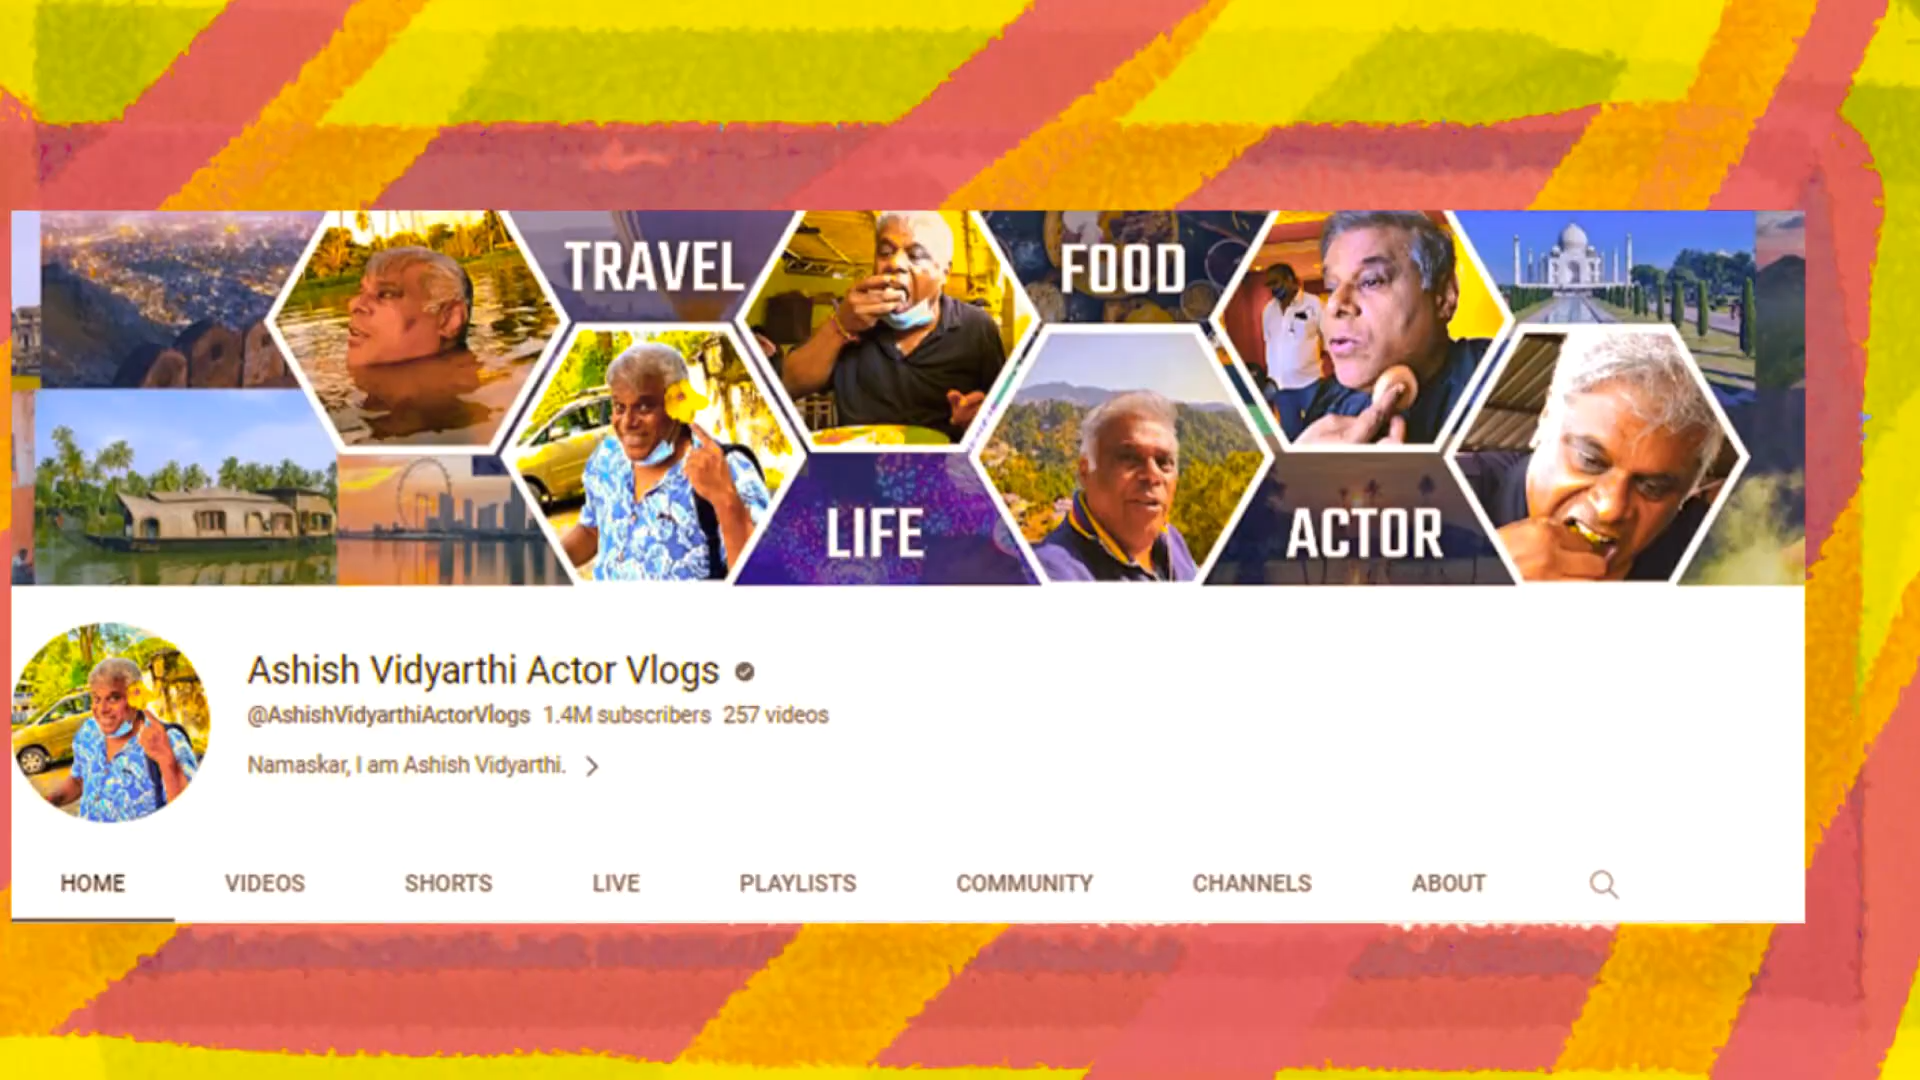 TRAVEL
FOOD
LIFE
ACTOR
Ashish Vidyarthi Actor Vlogs
@AshishVidyarthiActorVlogs 1.4M subscribers 257 videos
Namaskar, I am Ashish Vidyarthi.
HOME VIDEOS SHORTS LIVE PLAYLISTS COMMUNITY CHANNELS ABOUT